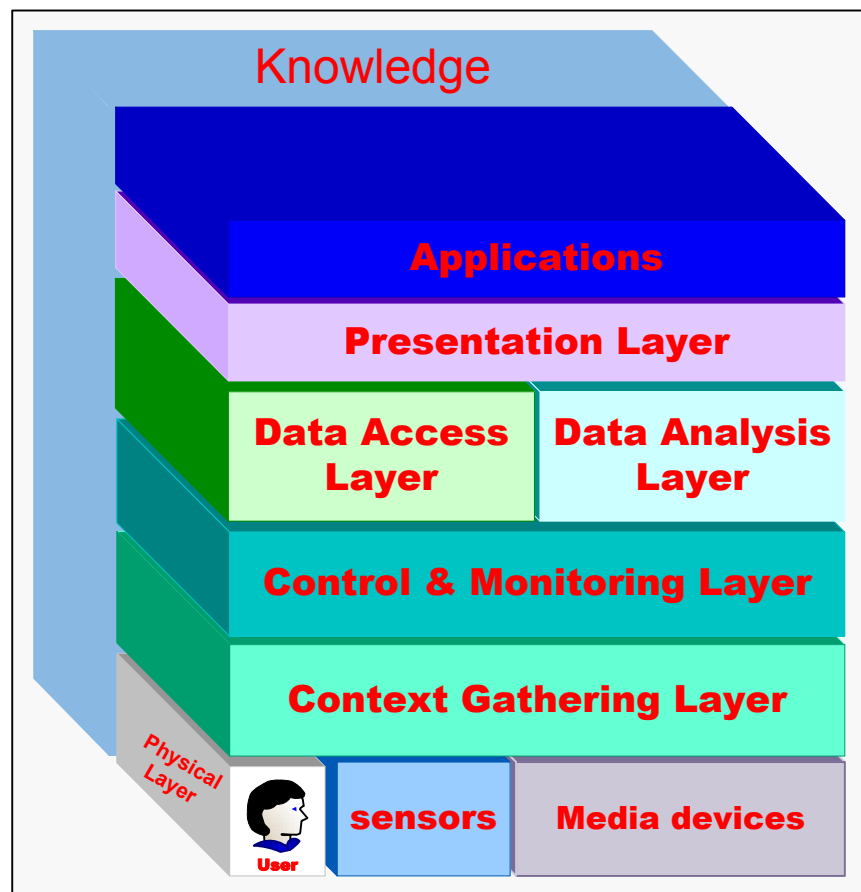 Knowledge
Applications
Presentation Layer
Data Access
Layer
Data Analysis
Layer
Control & Monitoring Layer
Context Gathering Layer
Physical
Layer
User
sensors
Media devices